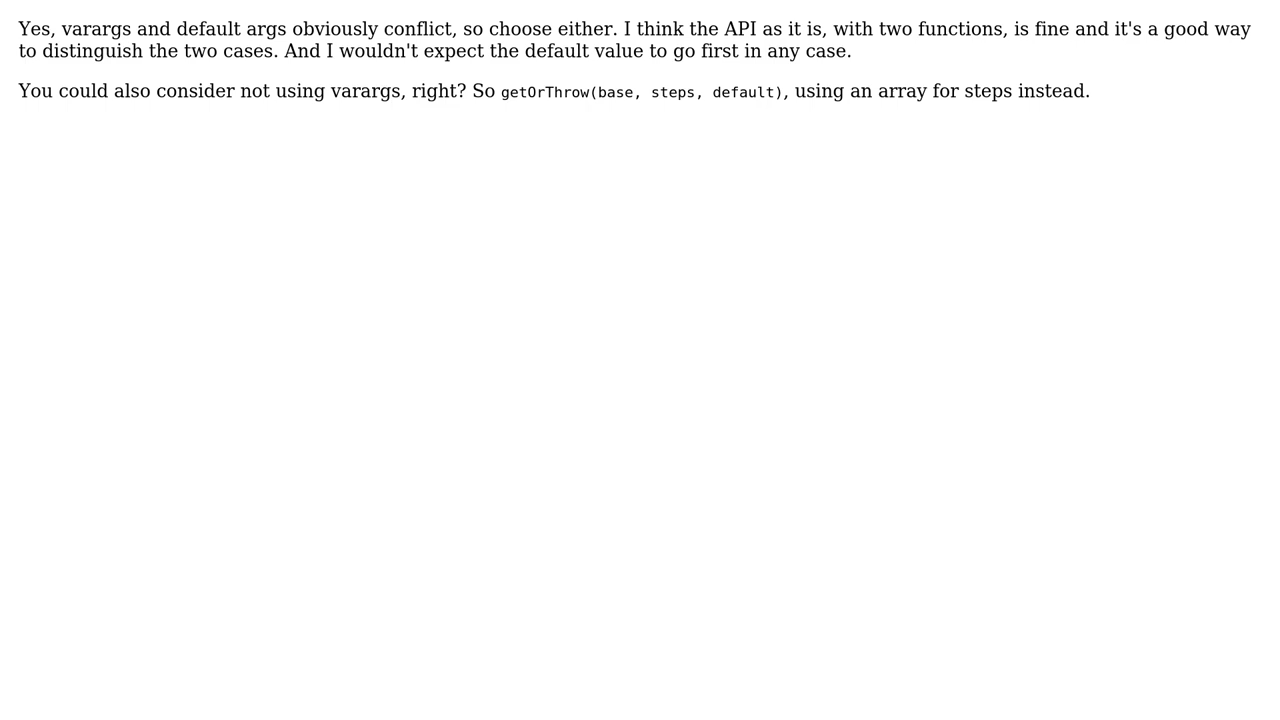 Yes, varargs and default args obviously conflict, so choose either. I think the API as it is, with two functions, is fine and it's a good way
to distinguish the two cases. And I wouldn't expect the default value to go first in any case.
You could also consider not using varargs, right? So getOrThrow(base, steps, default), using an array for steps instead.